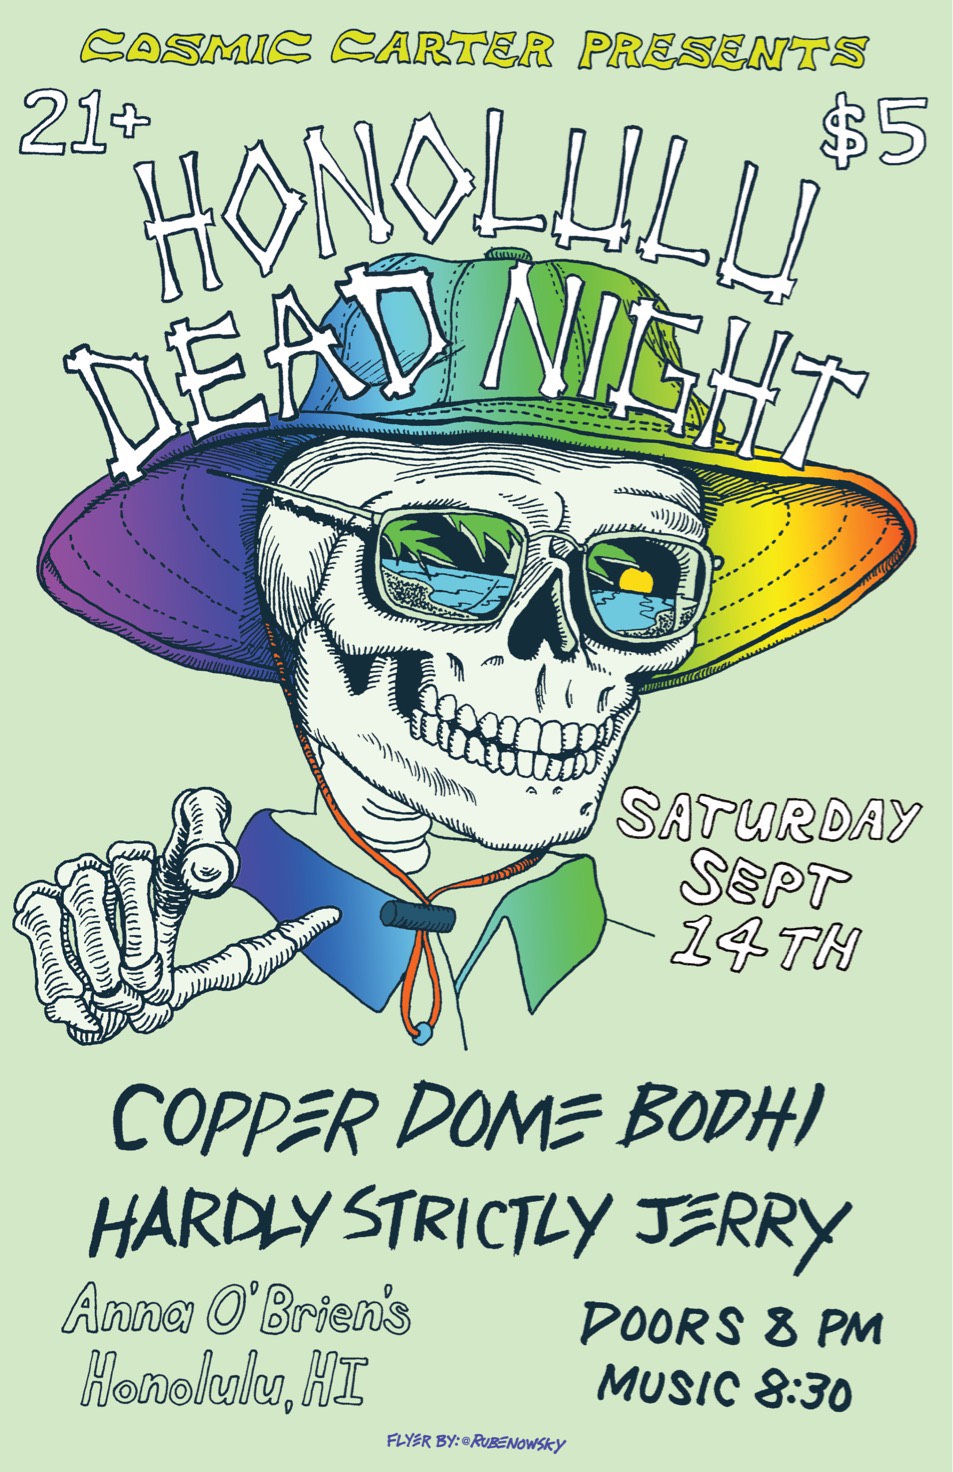 COSMIC CARTER PRESENTS
21+
$5
HONOLULU
DEAD NIGHT
SATURDAY
SEPT
14TH
COPPER DOME BODHI
HARDLY STRICTLY JERRY
Anna O'Brien's
Honolulu, HI
DOORS 8 PM
MUSIC 8:30
FLYER BY: @RUBENOWSKY